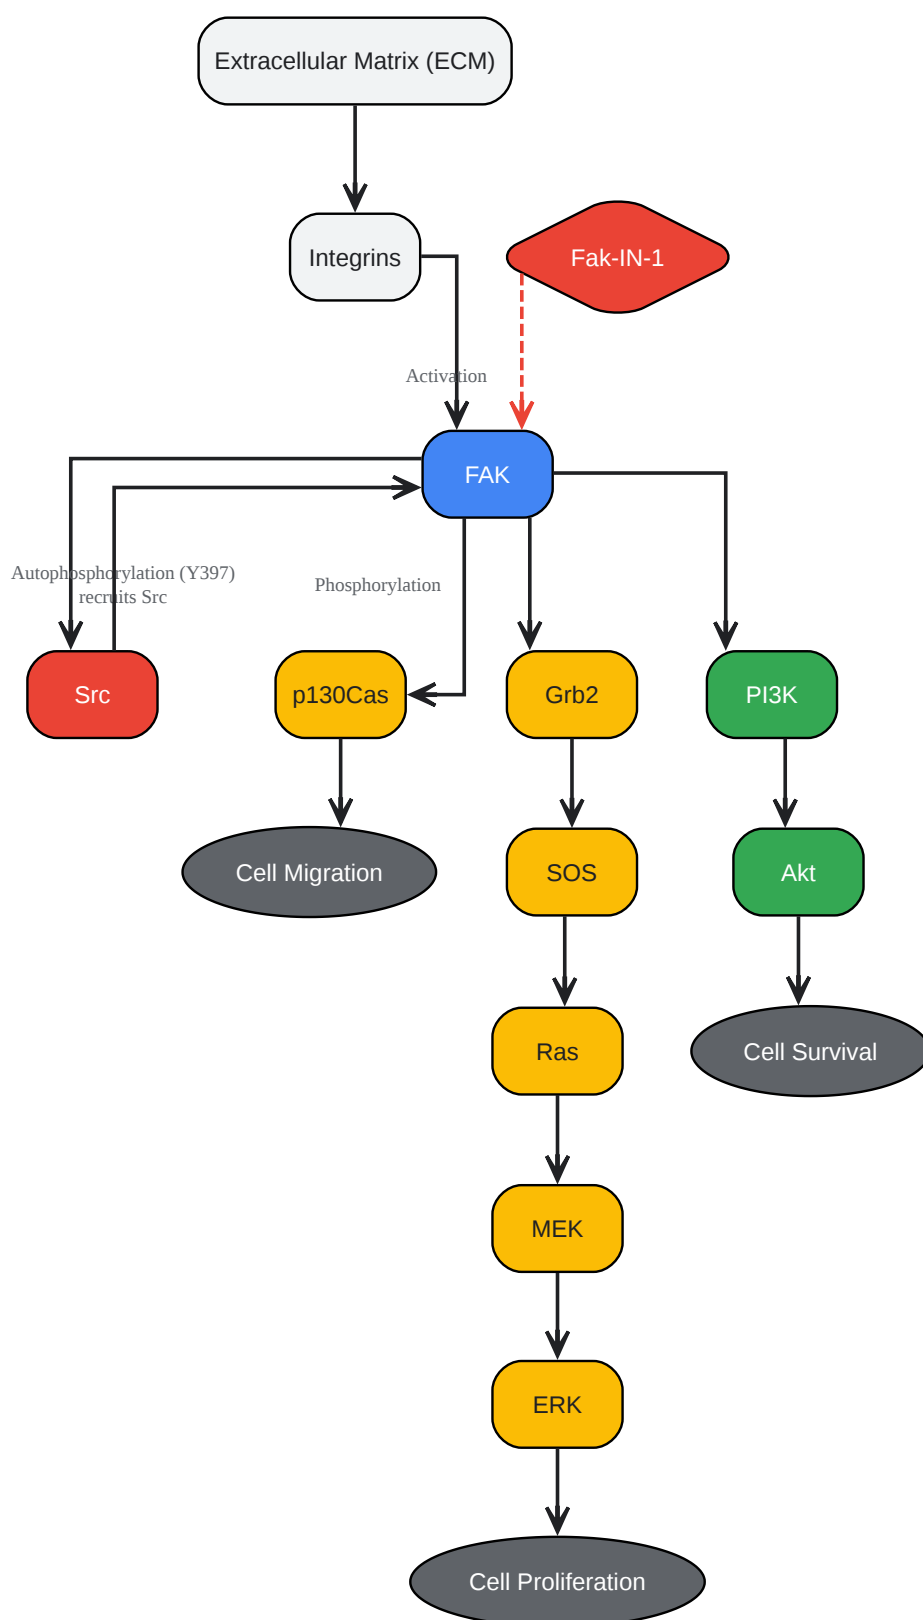 Extracellular Matrix (ECM)
Integrins
Fak-IN-1
Activation
FAK
Autophosphorylation (Y397)
recruits Src
Phosphorylation
Src
p130Cas
Grb2
PI3K
Cell Migration
SOS
Akt
Ras
Cell Survival
MEK
ERK
Cell Proliferation